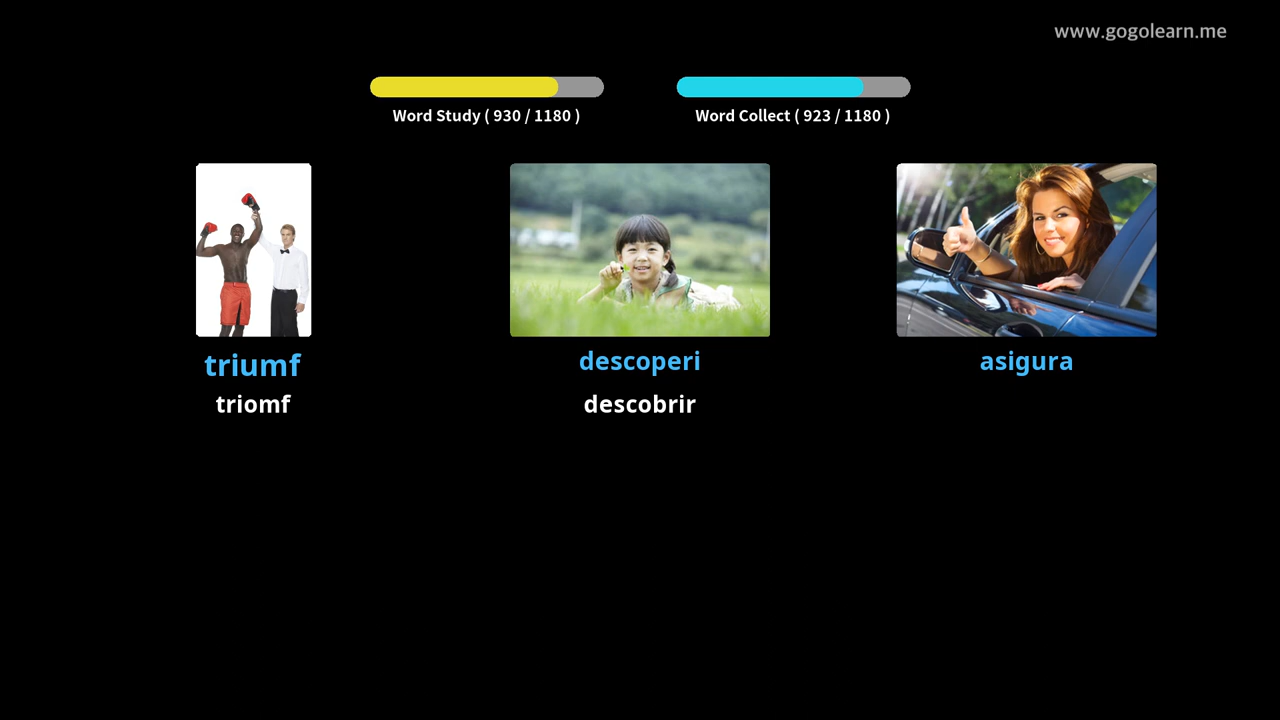 www.gogolearn.me
Word Study ( 930 / 1180 )
Word Collect ( 923 / 1180 )
triumf
descoperi
asigura
triomf
descobrir